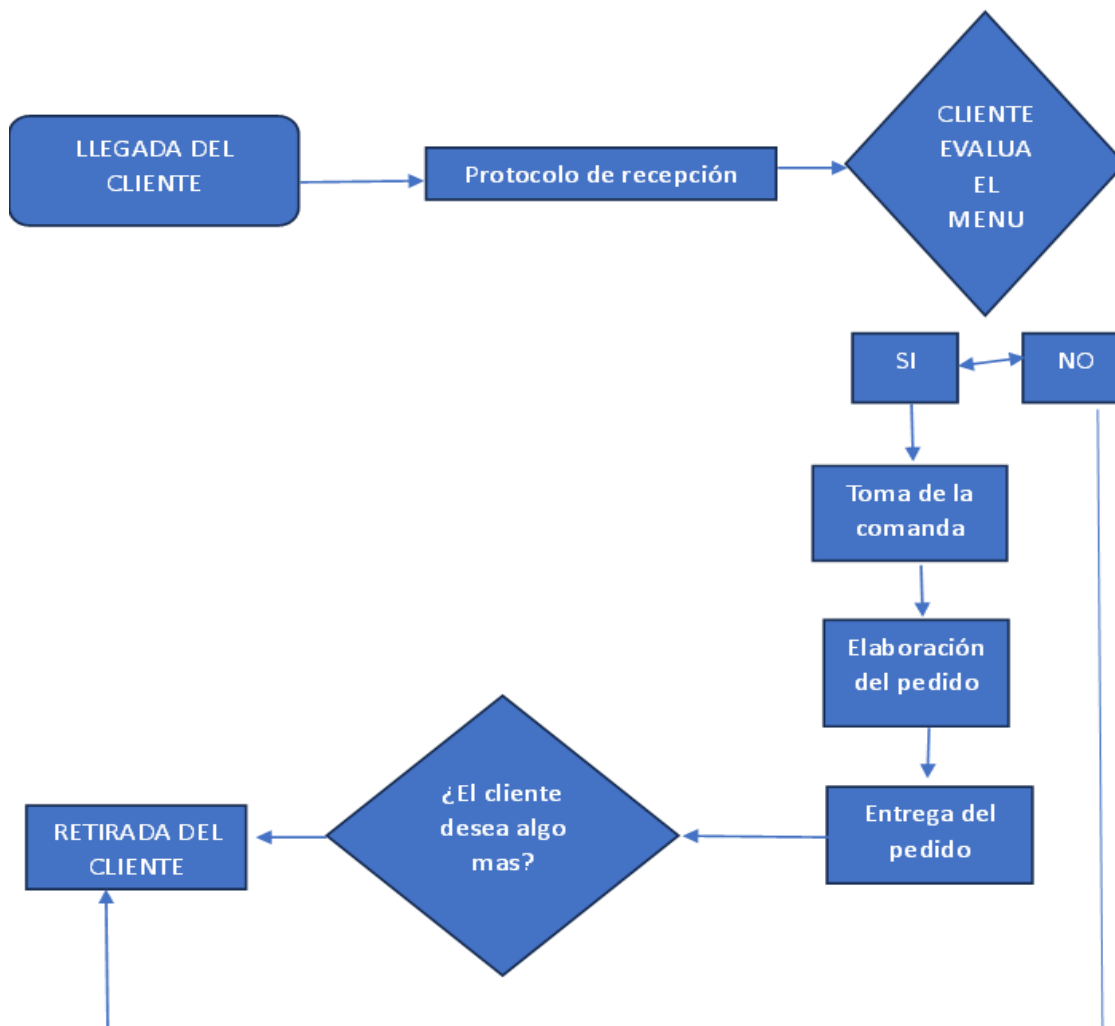 LLEGADA DEL
CLIENTE
Protocolo de recepción
CLIENTE
EVALUA
EL
MENU
SI
NO
Toma de la
comanda
Elaboración
del pedido
Entrega del
pedido
¿El cliente
desea algo
mas?
RETIRADA DEL
CLIENTE